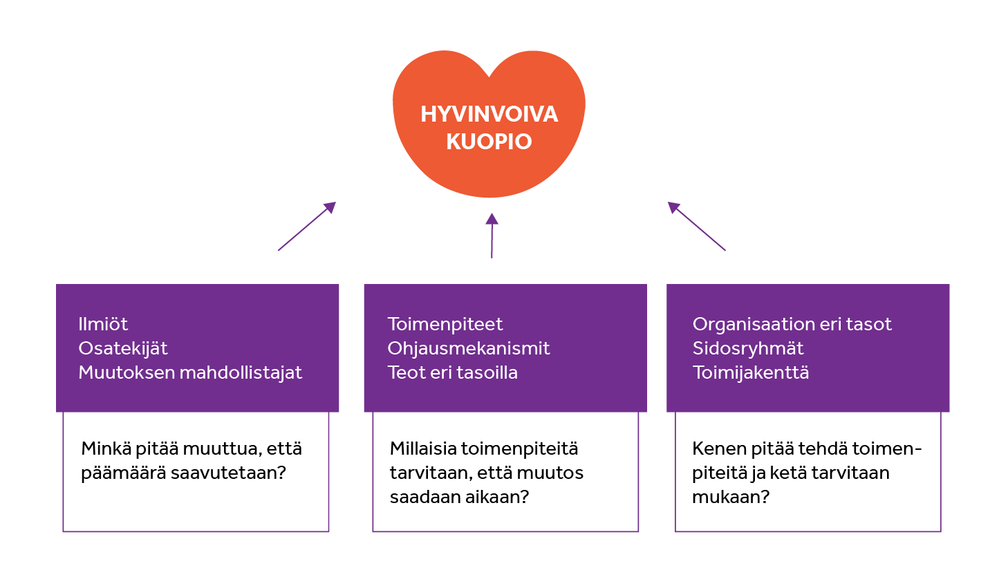 HYVINVOIVA
KUOPIO
Ilmiöt
Osatekijät
Muutoksen mahdollistajat
Minkä pitää muuttua, että
päämäärä saavutetaan?
Toimenpiteet
Ohjausmekanismit
Teot eri tasoilla
Millaisia toimenpiteitä
tarvitaan, että muutos
saadaan aikaan?
Organisaation eri tasot
Sidosryhmät
Toimijakenttä
Kenen pitää tehdä toimen-
piteitä ja ketä tarvitaan
mukaan?